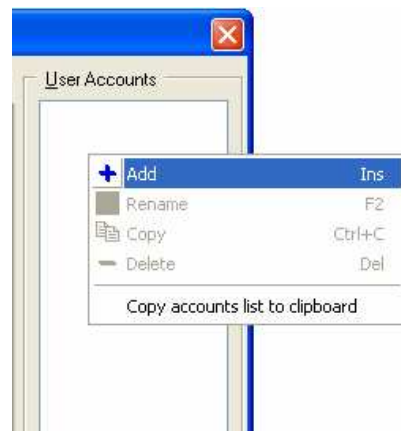 User Accounts
Add Ins
Rename F2
Copy Ctrl+C
Delete Del
Copy accounts list to clipboard